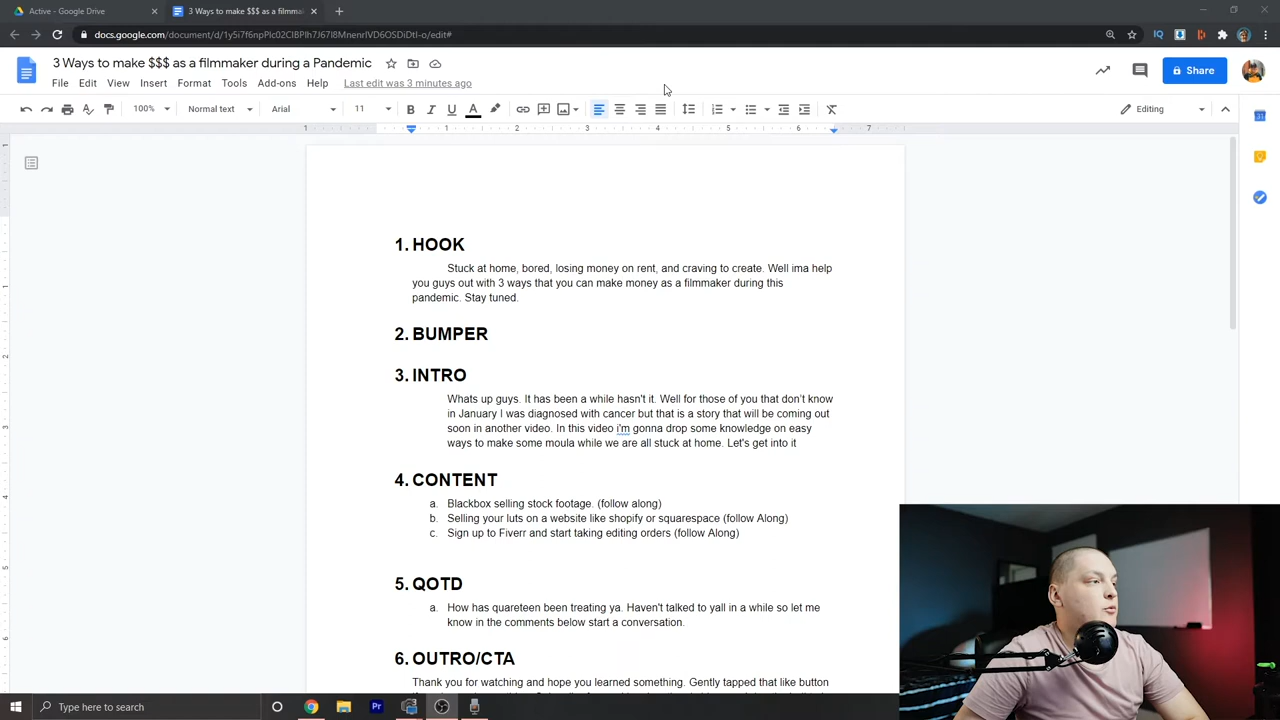 Active - Google Drive
3 Ways to make $$$ as a filmmak
docs.google.com/document/d/1y5i7f6npPlc02ClBPlh7J67I8MnenrlVD6OSDiDtI-o/edit#
3 Ways to make $$$ as a filmmaker during a Pandemic
File Edit View Insert Format Tools Add-ons Help Last edit was 3 minutes ago
Share
100% Normal text Arial 11 B I U A Editing
1 1 2 3 4 5 6 7
1. HOOK
Stuck at home, bored, losing money on rent, and craving to create. Well ima help
you guys out with 3 ways that you can make money as a filmmaker during this
pandemic. Stay tuned.
2. BUMPER
3. INTRO
Whats up guys. It has been a while hasn't it. Well for those of you that don't know
in January I was diagnosed with cancer but that is a story that will be coming out
soon in another video. In this video i'm gonna drop some knowledge on easy
ways to make some moula while we are all stuck at home. Let's get into it
4. CONTENT
a. Blackbox selling stock footage. (follow along)
b. Selling your luts on a website like shopify or squarespace (follow Along)
c. Sign up to Fiverr and start taking editing orders (follow Along)
5. QOTD
a. How has quareteen been treating ya. Haven't talked to yall in a while so let me
know in the comments below start a conversation.
6. OUTRO/CTA
Thank you for watching and hope you learned something. Gently tapped that like button
Type here to search
Pr